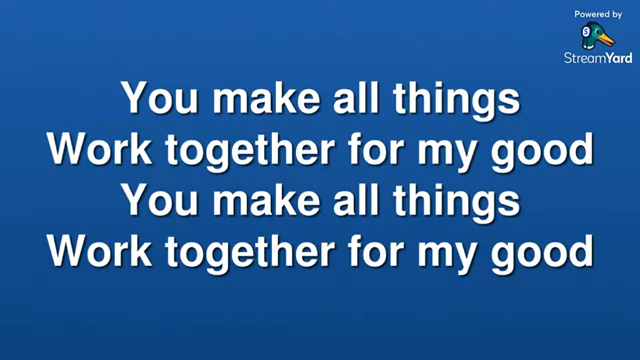 Powered by
StreamYard
You make all things
Work together for my good
You make all things
Work together for my good